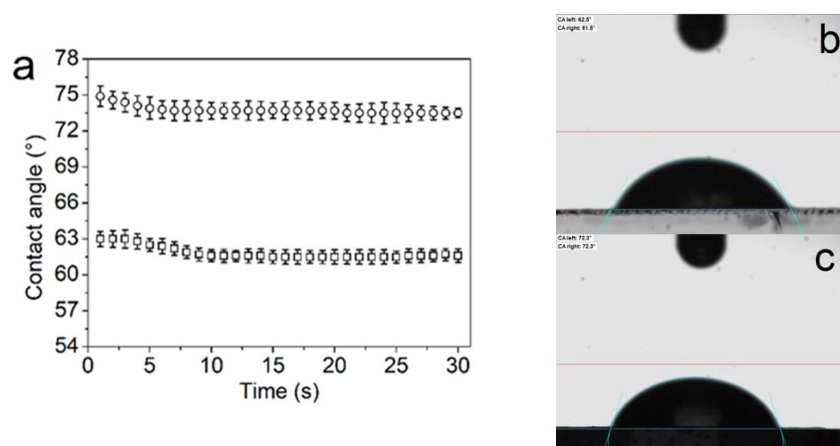 a
78
75
72
69
66
63
60
57
54
Contact angle (°)
0 5 10 15 20 25 30
Time (s)
CA left: 62.5°
CA right: 61.5°
b
CA left: 72.3°
CA right: 72.3°
c